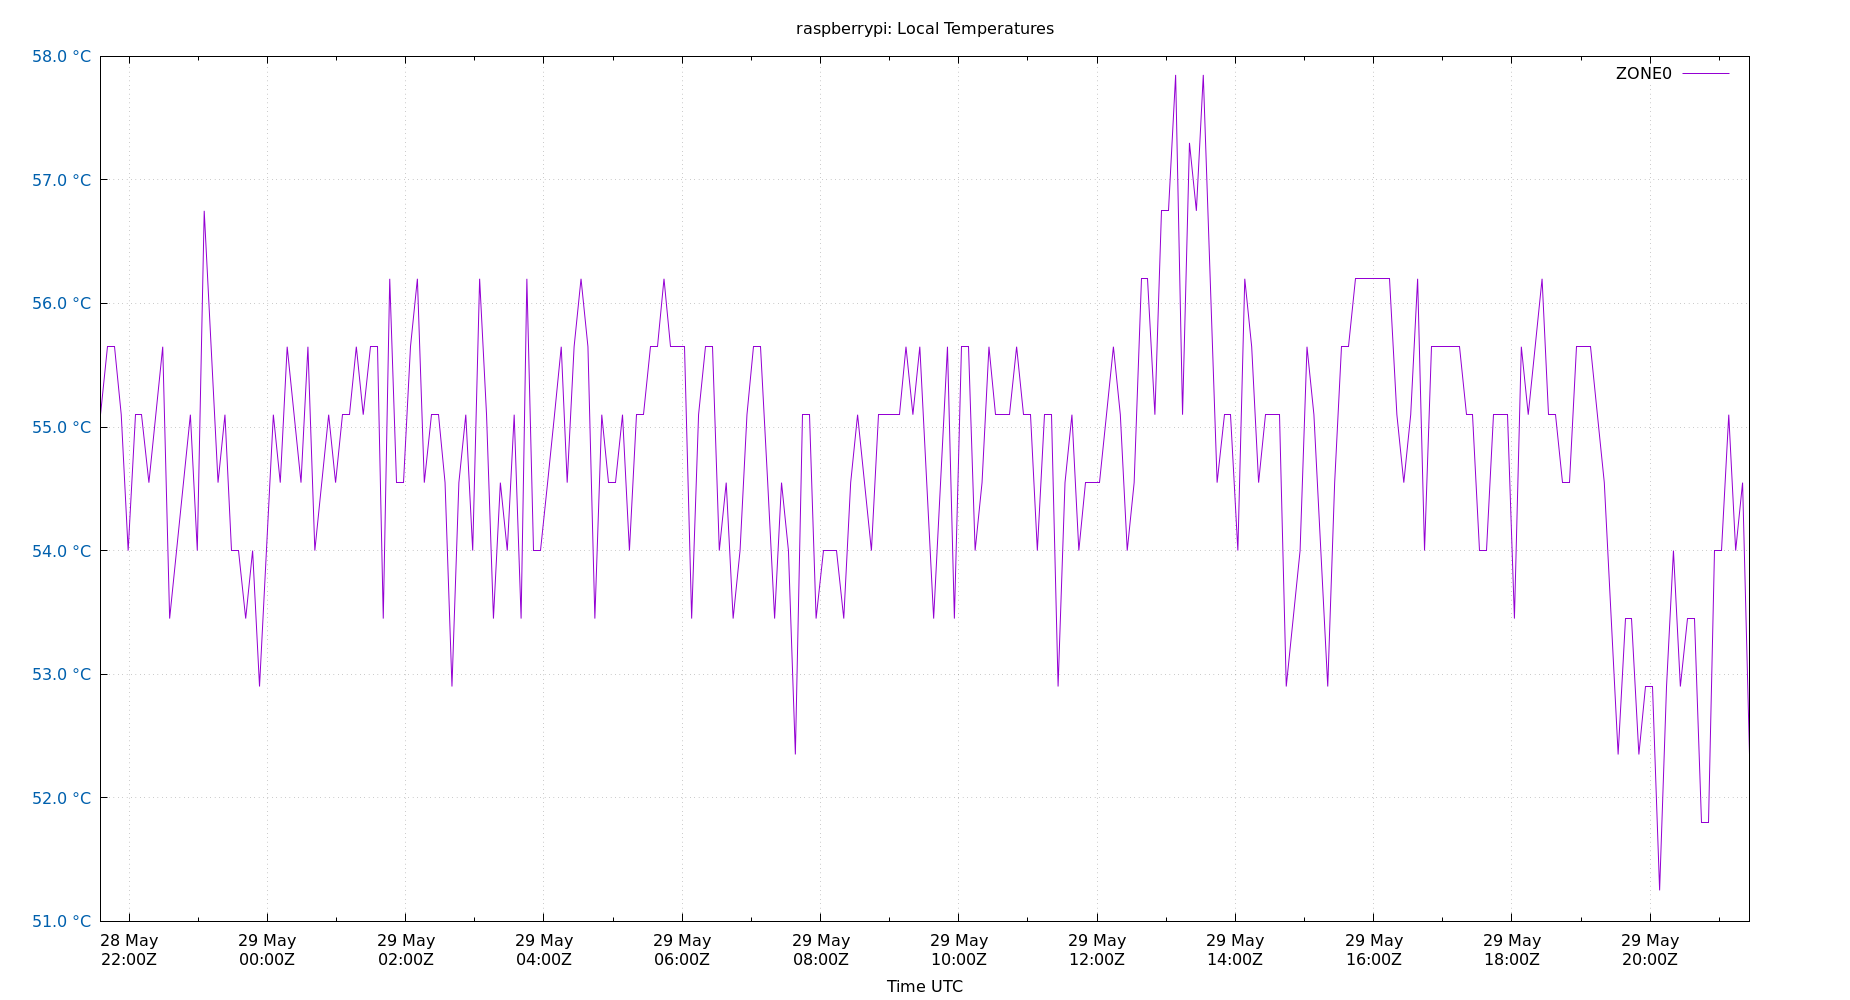 raspberrypi: Local Temperatures
58.0 °C
ZONE0
57.0 °C
56.0 °C
55.0 °C
54.0 °C
53.0 °C
52.0 °C
51.0 °C
28 May 29 May 29 May 29 May 29 May 29 May 29 May 29 May 29 May 29 May 29 May 29 May
22:00Z 00:00Z 02:00Z 04:00Z 06:00Z 08:00Z 10:00Z 12:00Z 14:00Z 16:00Z 18:00Z 20:00Z
Time UTC